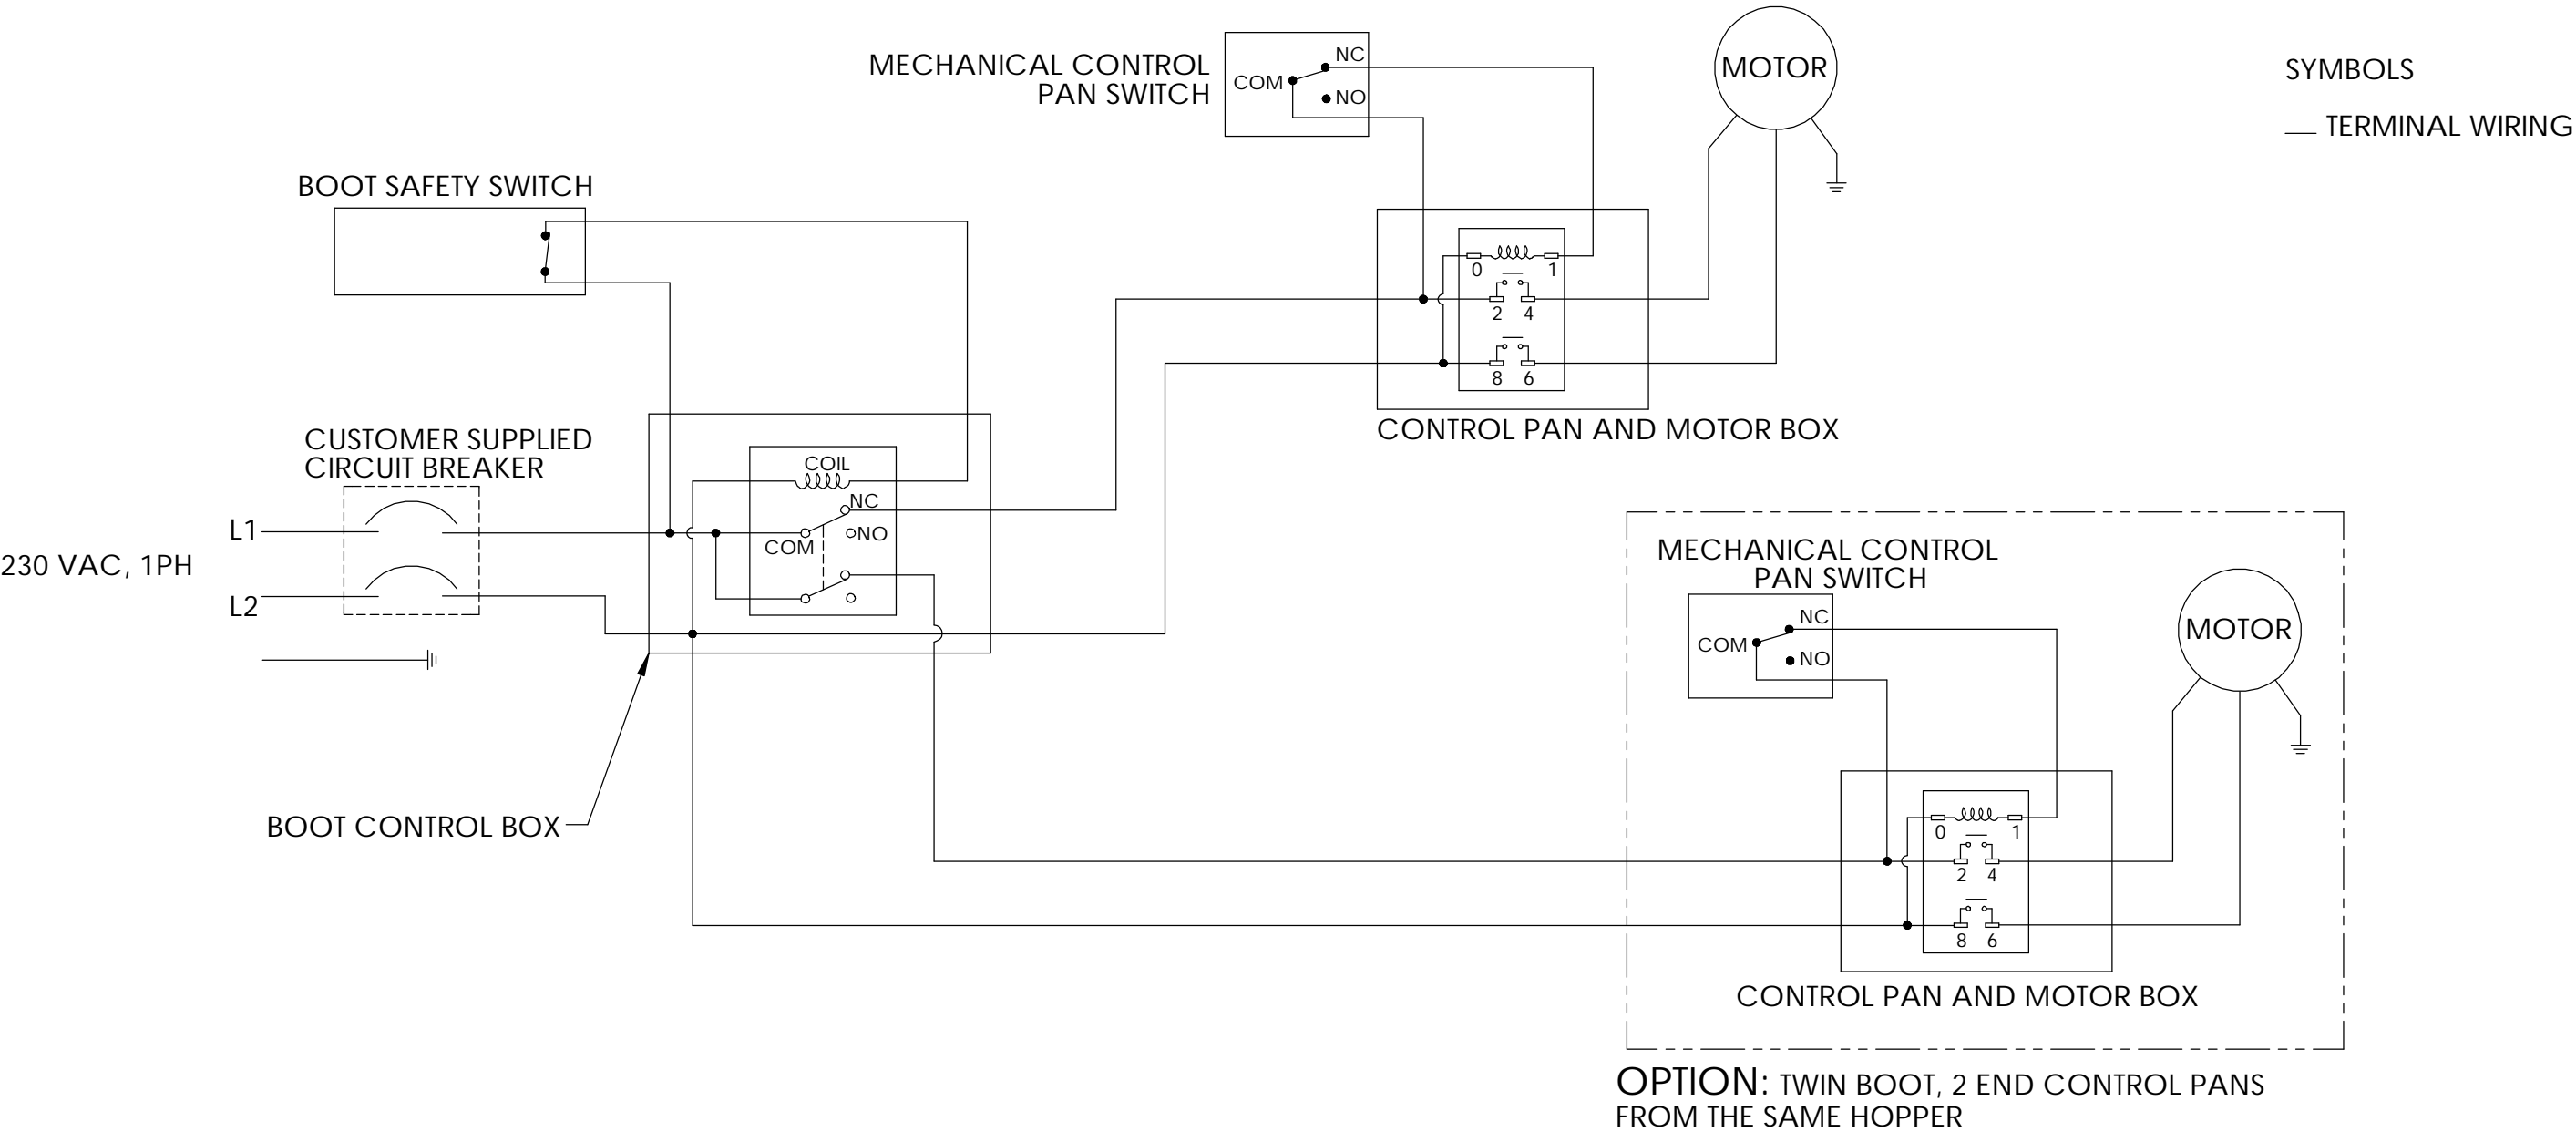 MECHANICAL CONTROL
PAN SWITCH
NC
COM
NO
MOTOR
SYMBOLS
TERMINAL WIRING
BOOT SAFETY SWITCH
0
1
2
4
8
6
CONTROL PAN AND MOTOR BOX
CUSTOMER SUPPLIED
CIRCUIT BREAKER
COIL
NC
NO
COM
L1
230 VAC, 1PH
L2
BOOT CONTROL BOX
MECHANICAL CONTROL
PAN SWITCH
NC
COM
NO
MOTOR
0
1
2
4
8
6
CONTROL PAN AND MOTOR BOX
OPTION: TWIN BOOT, 2 END CONTROL PANS
FROM THE SAME HOPPER